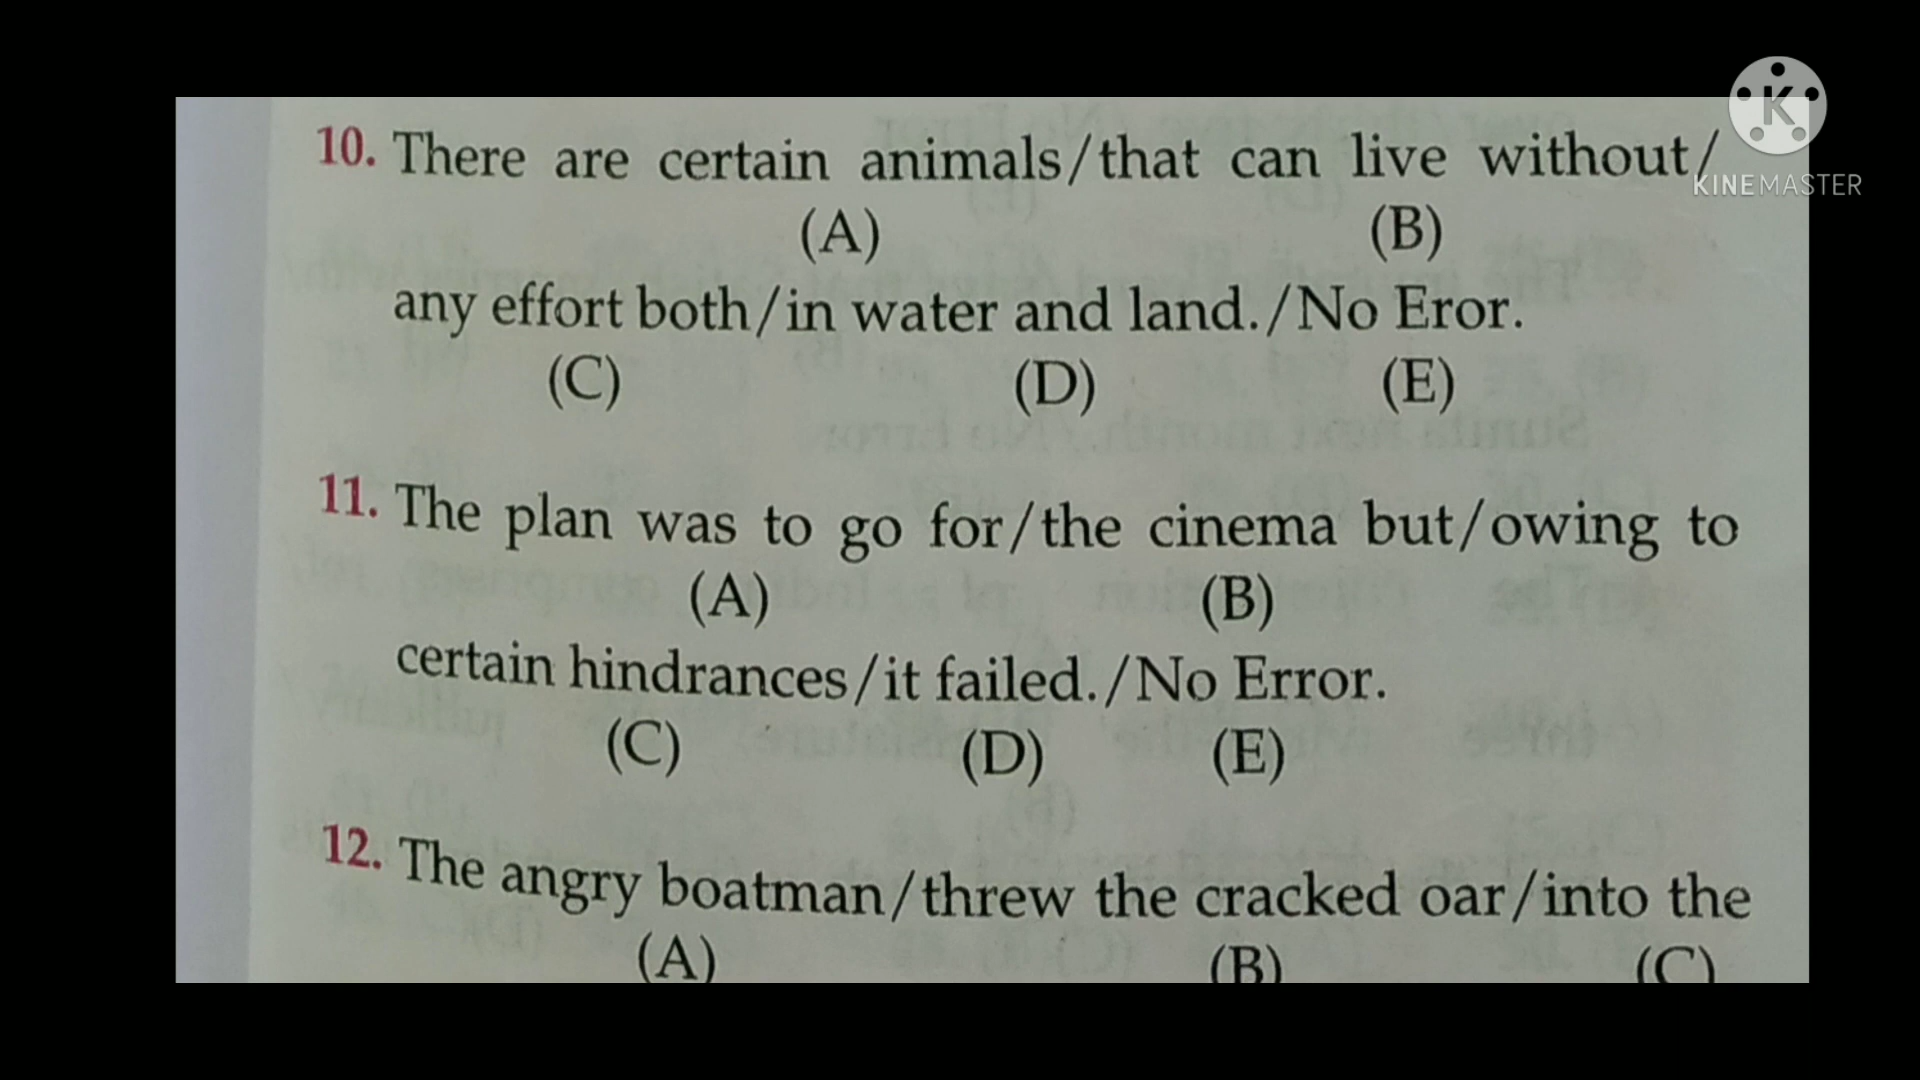 10. There are certain animals/that can live without/
(A) (B)
any effort both/in water and land./No Eror.
(C) (D) (E)
11. The plan was to go for/the cinema but/owing to
(A) (B)
certain hindrances/it failed./No Error.
(C) (D) (E)
12. The angry boatman/threw the cracked oar/into the
(A) (B) (C)
K
KINEMASTER